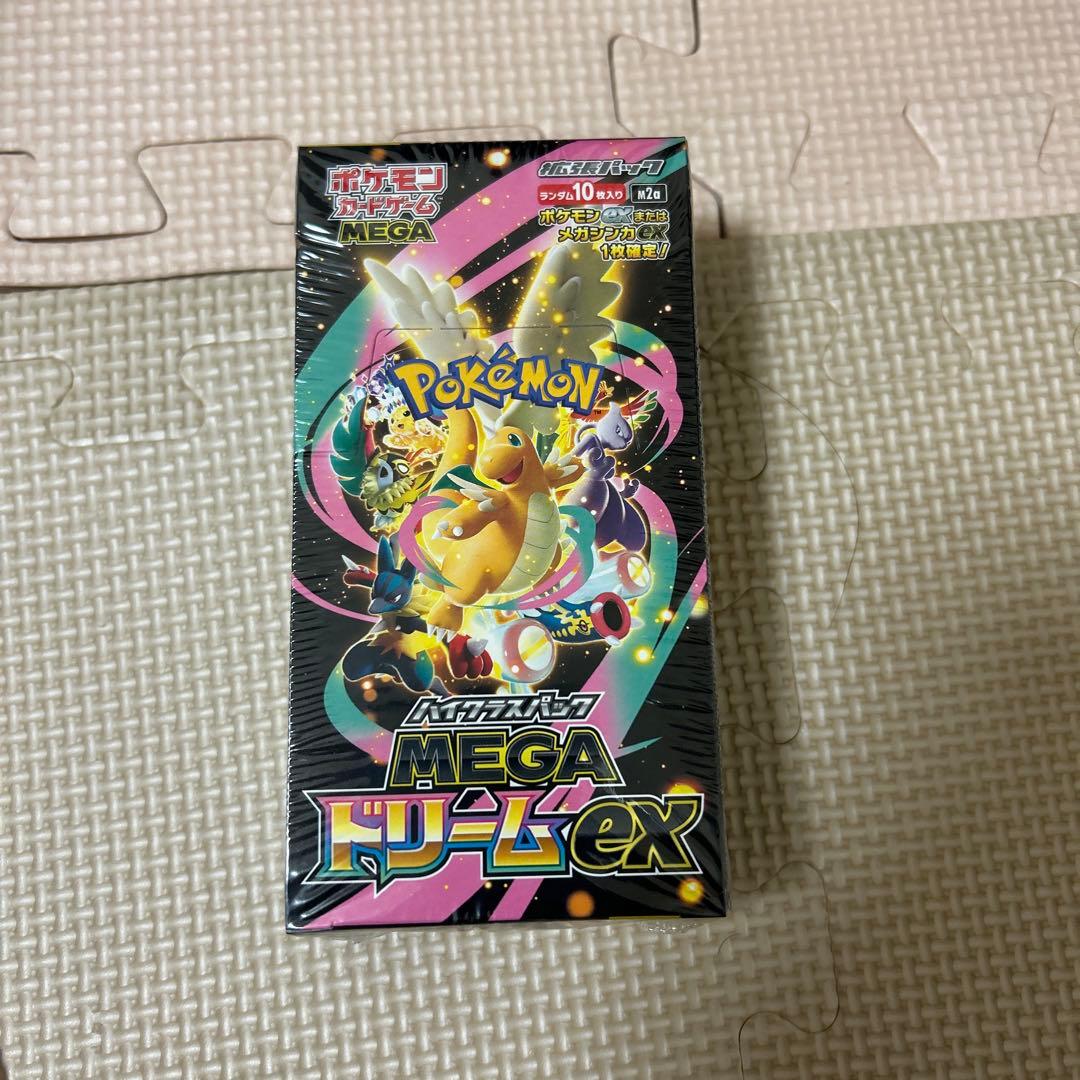 ポケモン
カードゲーム
MEGA
拡張パック
ランダム10枚入り M2a
ポケモンexまたは
メガシンカex
1枚確定!
POKéMON
TM
ハイクラスパック
MEGA
ドリームex